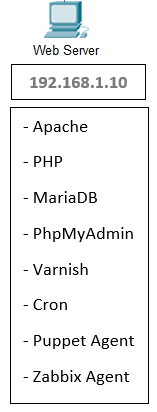 Web Server
192.168.1.10
- Apache
- PHP
- MariaDB
- PhpMyAdmin
- Varnish
- Cron
- Puppet Agent
- Zabbix Agent